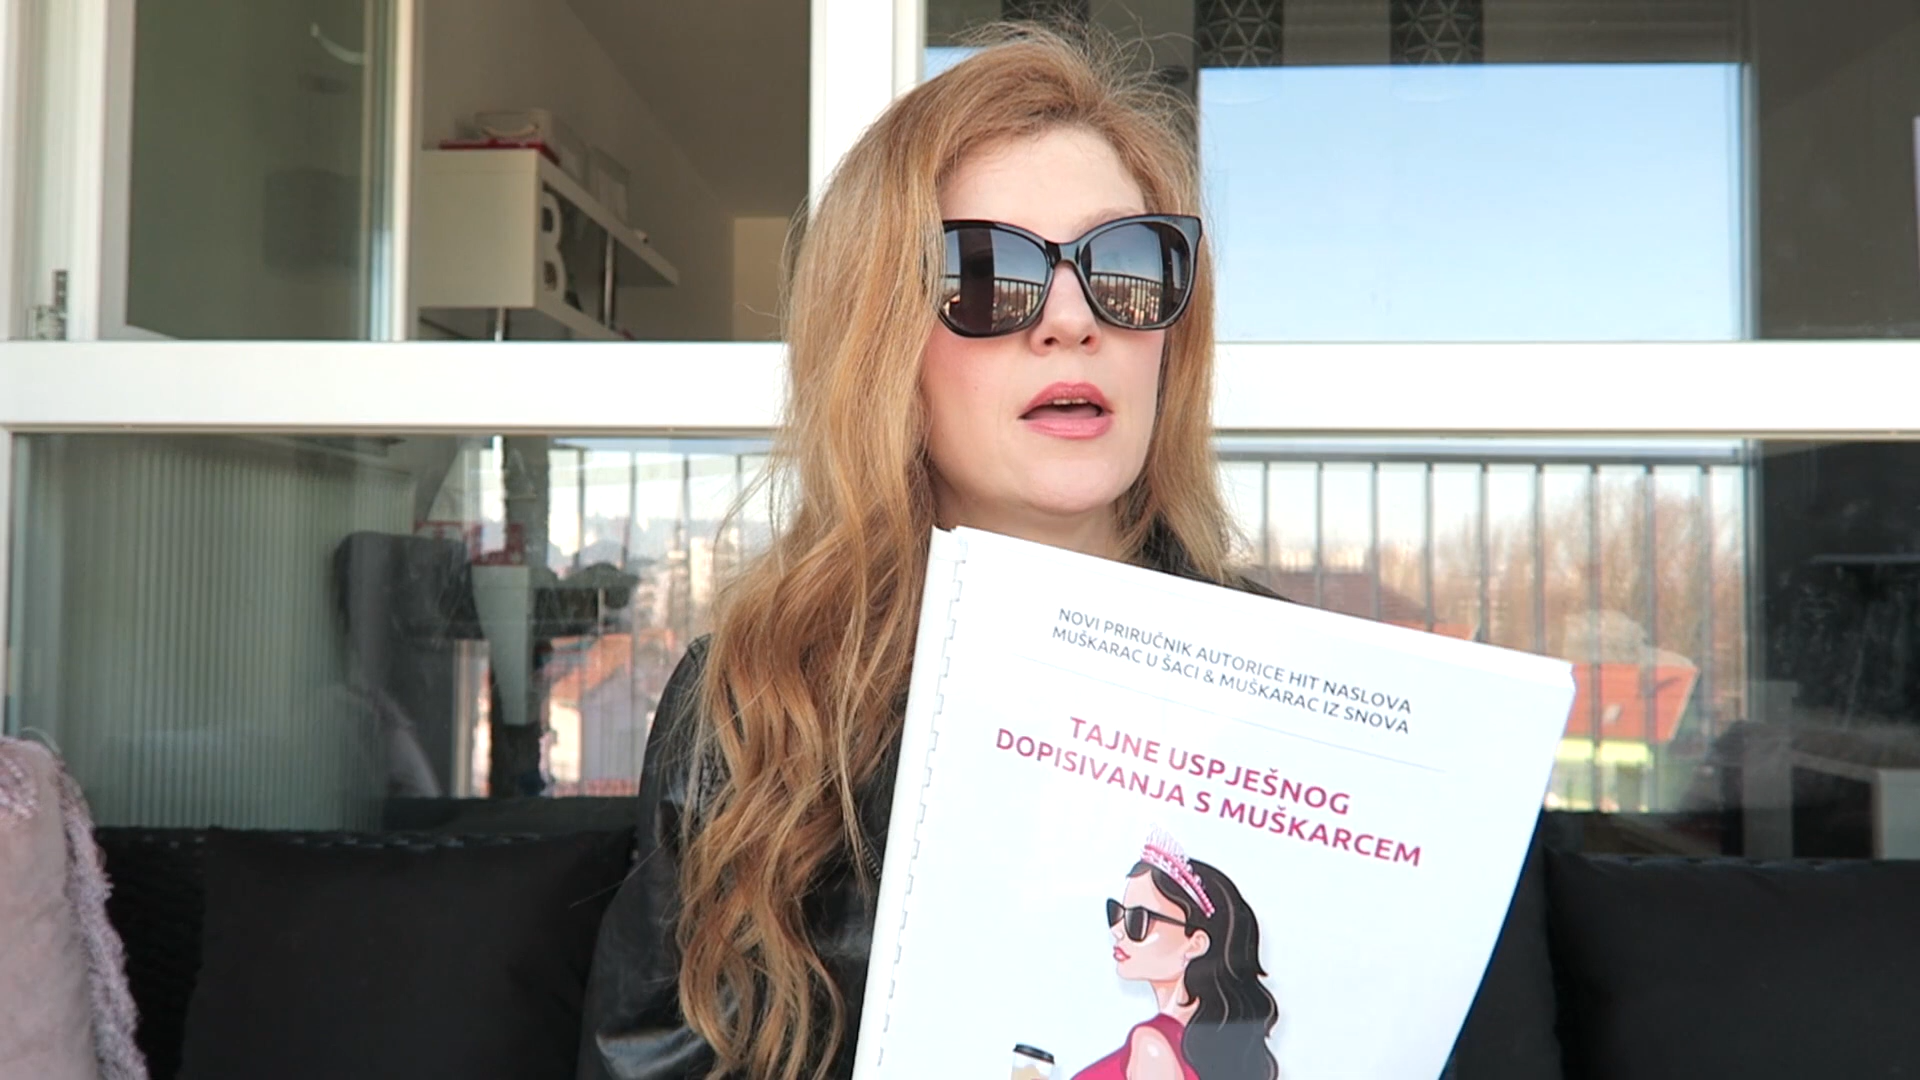 NOVI PRIRUČNIK AUTORICE HIT NASLOVA
MUŠKARAC U ŠACI & MUŠKARAC IZ SNOVA
TAJNE USPJEŠNOG
DOPISIVANJA S MUŠKARCEM
B